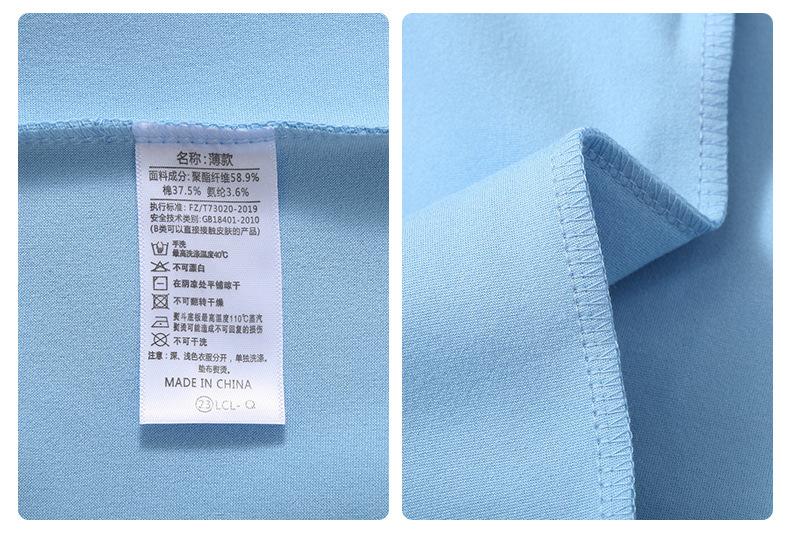 名称:薄款
面料成分:聚酯纤维58.9%
棉37.5% 氨纶3.6%
执行标准: FZ/T73020-2019
安全技术类别:GB18401-2010
(B类可以直接接触皮肤的产品)
手洗
最高洗涤温度40℃
不可漂白
在阴凉处平铺晾干
不可翻转干燥
熨斗底板最高温度110℃蒸汽
熨烫可能造成不可回复的损伤
不可干洗
注意:深、浅色衣服分开,单独洗涤。
垫布熨烫。
MADE IN CHINA
23 LCL- Q